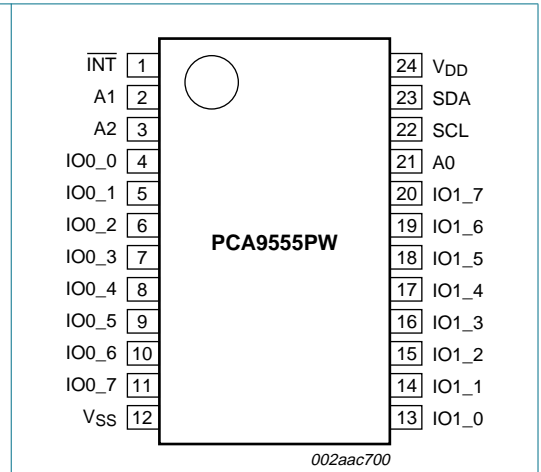 INT 1 24 VDD
A1 2 23 SDA
A2 3 22 SCL
IO0_0 4 21 A0
IO0_1 5 20 IO1_7
IO0_2 6 19 IO1_6
PCA9555PW
IO0_3 7 18 IO1_5
IO0_4 8 17 IO1_4
IO0_5 9 16 IO1_3
IO0_6 10 15 IO1_2
IO0_7 11 14 IO1_1
VSS 12 13 IO1_0
002aac700